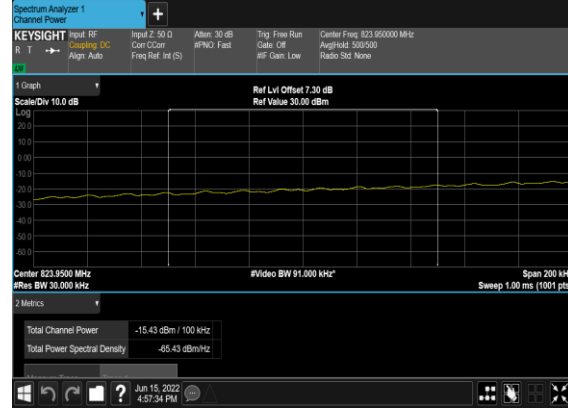 Spectrum Analyzer 1
Channel Power
+
KEYSIGHT
R T
LXI
Input: RF
Coupling: DC
Align: Auto
Input Z: 50 Ω
Corr CCorr
Freq Ref: Int (S)
Atten: 30 dB
#PNO: Fast
Trig: Free Run
Gate: Off
#IF Gain: Low
Center Freq: 823.950000 MHz
Avg|Hold: 500/500
Radio Std: None
1 Graph
Scale/Div 10.0 dB
Ref Lvl Offset 7.30 dB
Ref Value 30.00 dBm
Log
20.0
10.0
0.00
-10.0
-20.0
-30.0
-40.0
-50.0
-60.0
Center 823.9500 MHz
#Res BW 30.000 kHz
#Video BW 91.000 kHz*
Span 200 kH
Sweep 1.00 ms (1001 pts
2 Metrics
Total Channel Power -15.43 dBm / 100 kHz
Total Power Spectral Density -65.43 dBm/Hz
?
Jun 15, 2022
4:57:34 PM